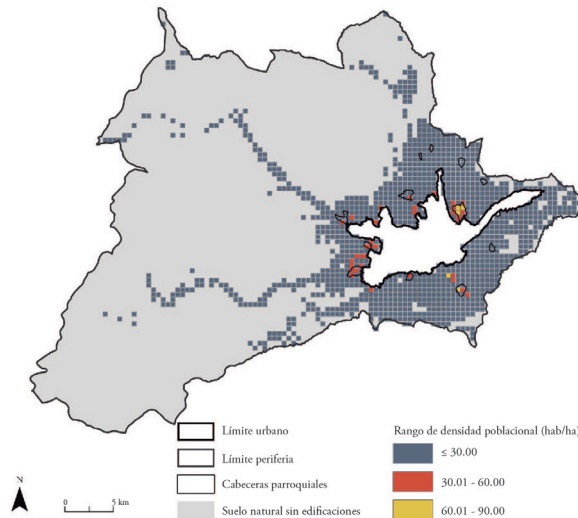 Límite urbano
Límite periferia
Cabeceras parroquiales
Suelo natural sin edificaciones
Rango de densidad poblacional (hab/ha)
≤ 30.00
30.01 - 60.00
60.01 - 90.00
N
0 5 km